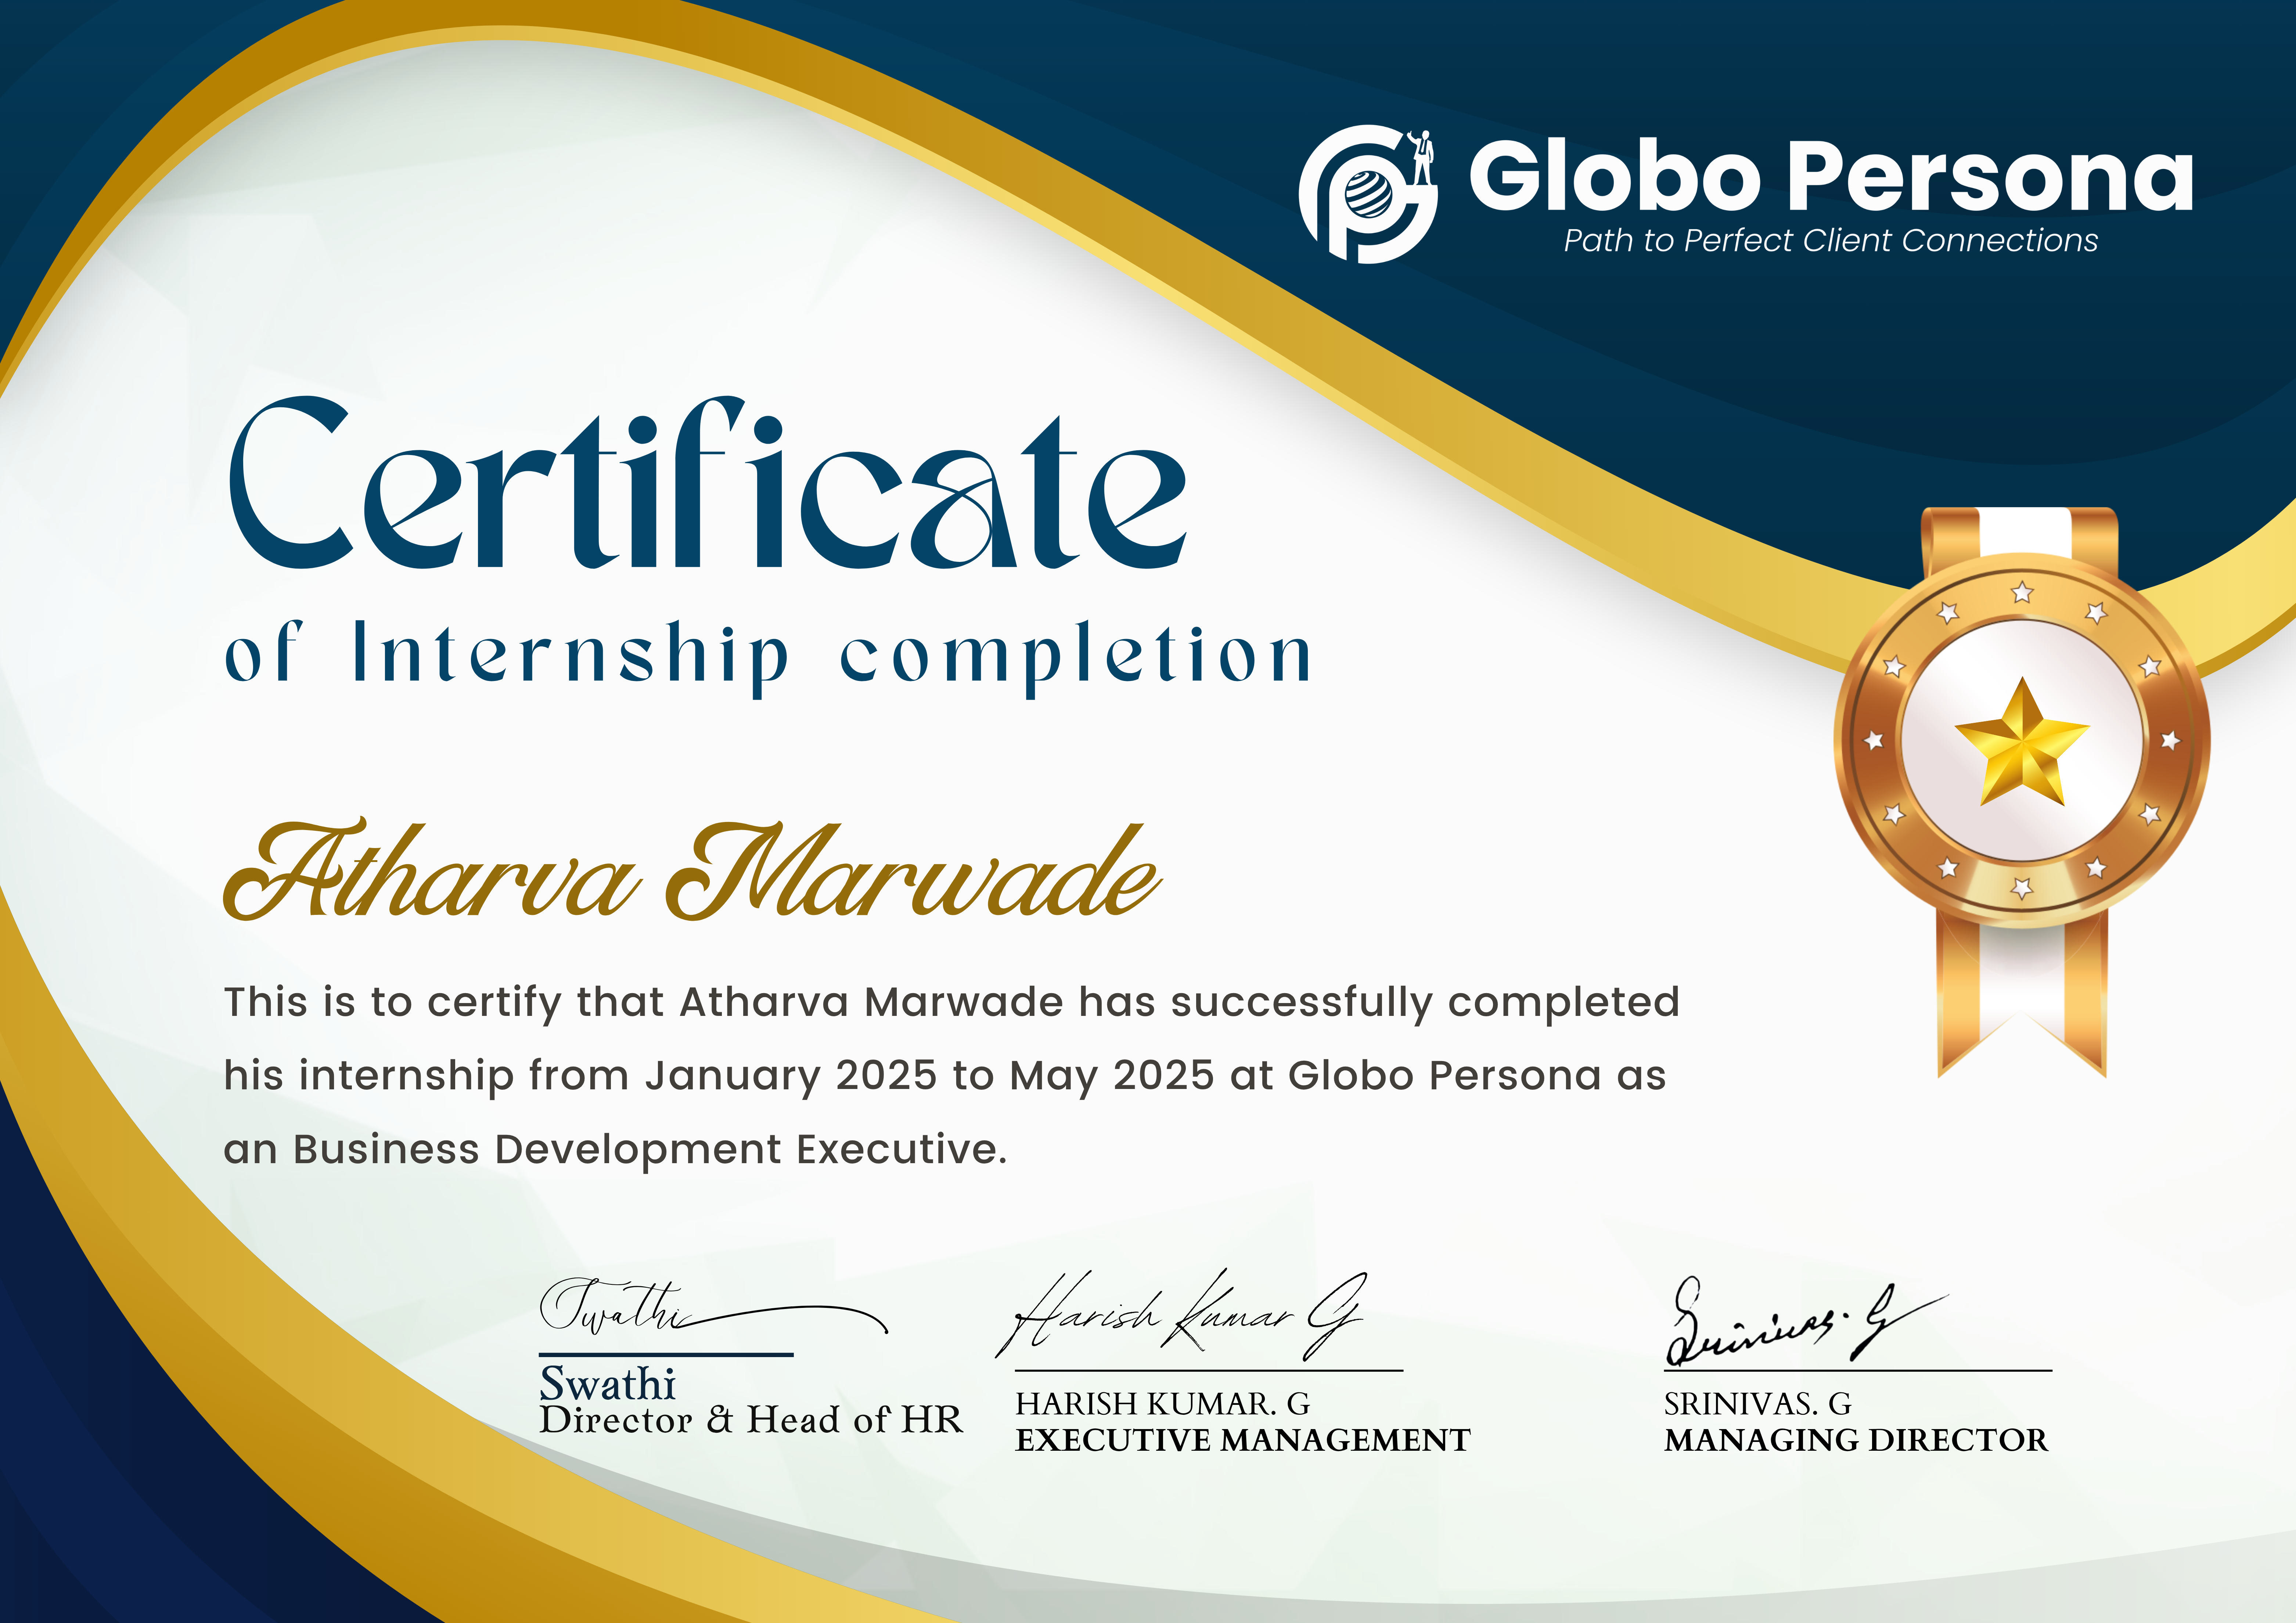 Globo Persona
Path to Perfect Client Connections
Certificate
of Internship completion
Atharva Marwade
This is to certify that Atharva Marwade has successfully completed
his internship from January 2025 to May 2025 at Globo Persona as
an Business Development Executive.
Swathi
Harish Kumar G
Srinivas. G
Swathi
Director & Head of HR
HARISH KUMAR. G
EXECUTIVE MANAGEMENT
SRINIVAS. G
MANAGING DIRECTOR